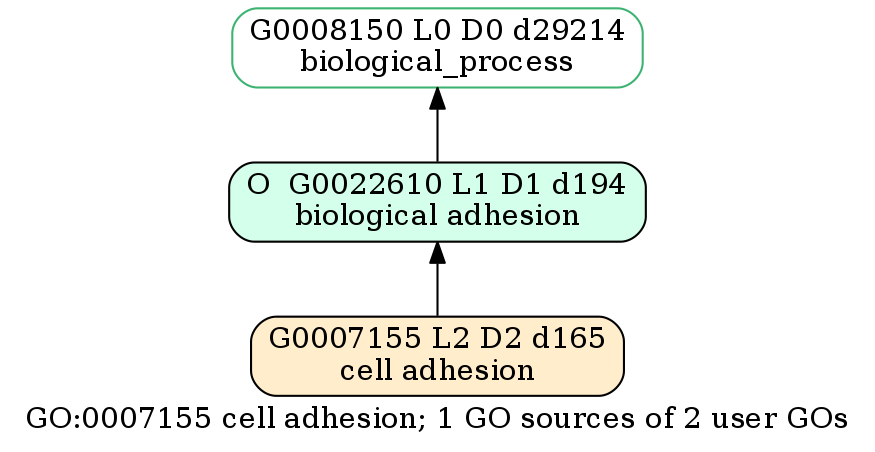 G0008150 L0 D0 d29214
biological_process
O  G0022610 L1 D1 d194
biological adhesion
G0007155 L2 D2 d165
cell adhesion
GO:0007155 cell adhesion; 1 GO sources of 2 user GOs